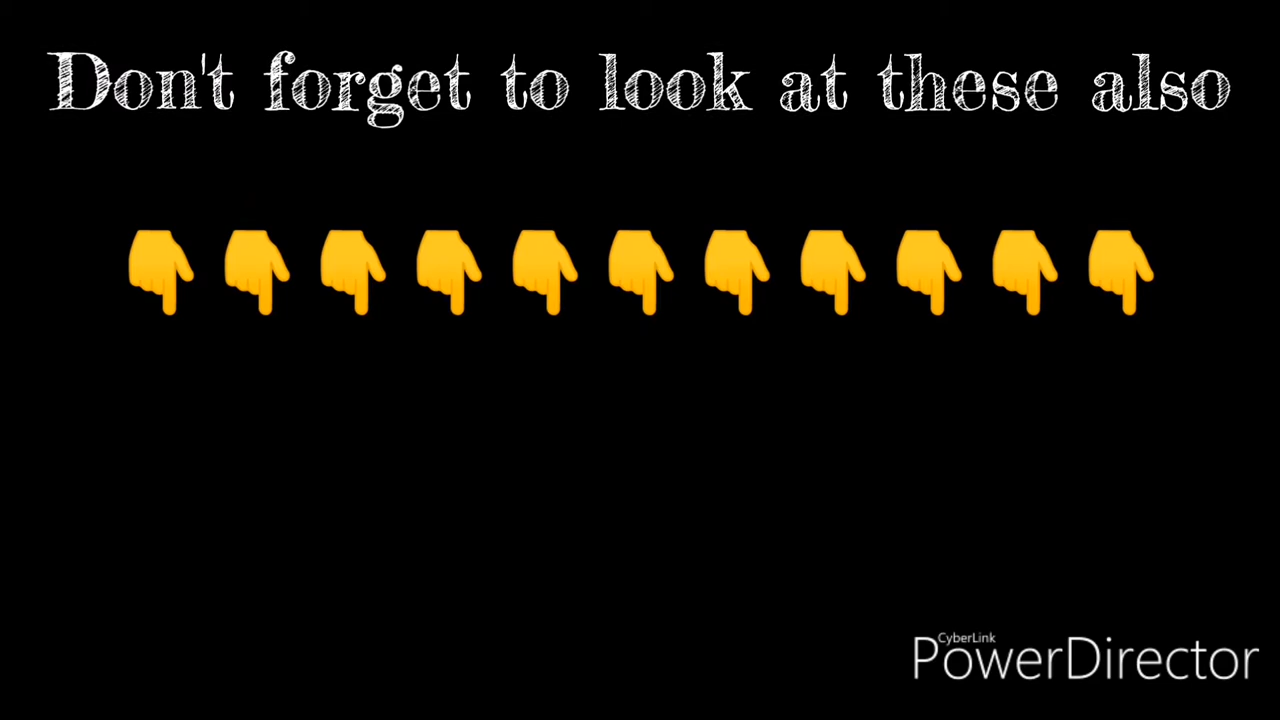 Don't forget to look at these also
👇👇👇👇👇👇👇👇👇👇👇
CyberLink
PowerDirector